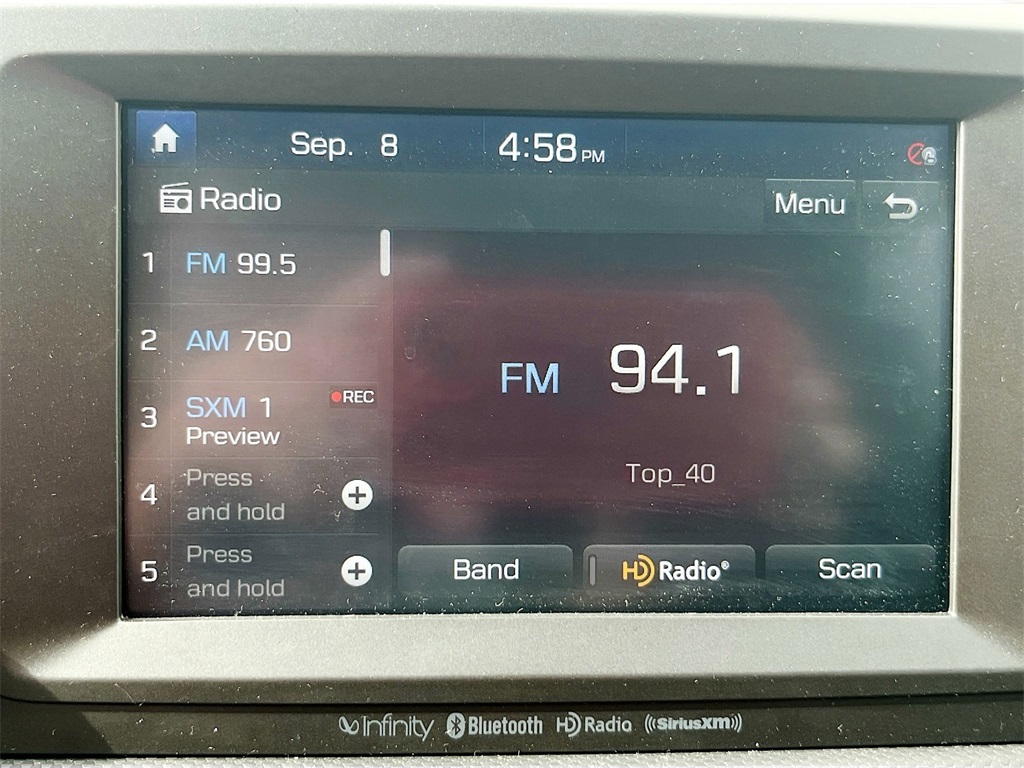 Sep. 8 4:58 PM
Radio Menu
1 FM 99.5
2 AM 760
3 SXM 1 REC
Preview
4 Press
and hold
5 Press
and hold
FM 94.1
Top_40
Band HD Radio® Scan
Infinity Bluetooth HD Radio ((SiriusXM))